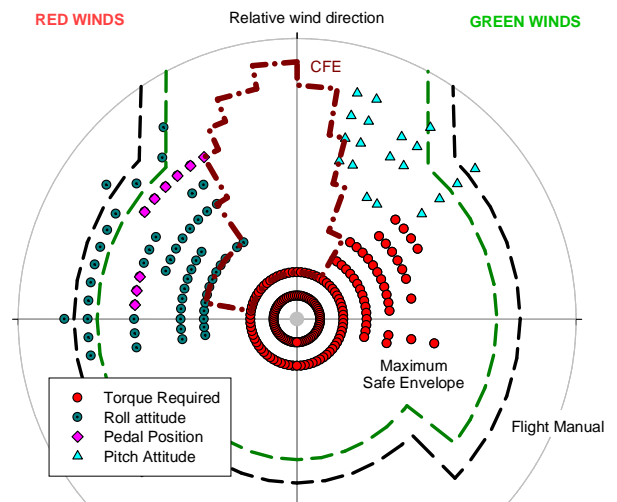 Relative wind direction
RED WINDS
GREEN WINDS
CFE
Maximum
Safe Envelope
Flight Manual
Torque Required
Roll attitude
Pedal Position
Pitch Attitude